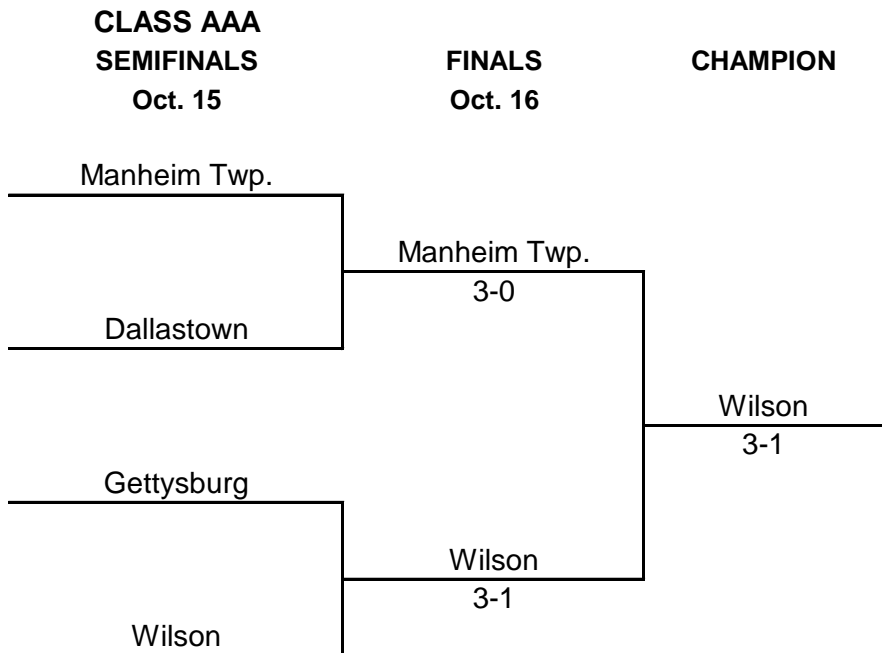 CLASS AAA
SEMIFINALS FINALS CHAMPION
Oct. 15 Oct. 16
Manheim Twp.
Manheim Twp.
3-0
Dallastown
Wilson
3-1
Gettysburg
Wilson
3-1
Wilson